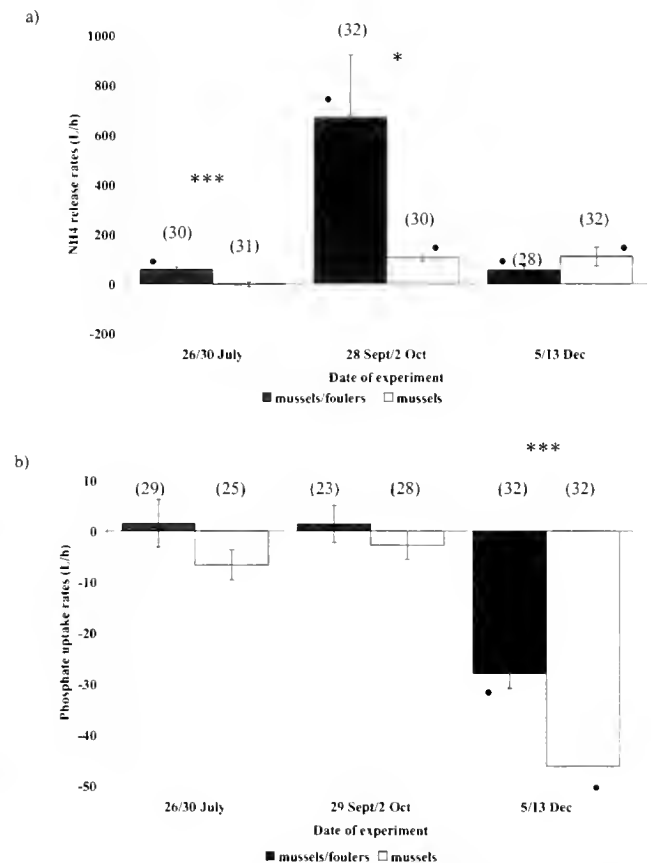 a)
NH4 release rates (L/h)
1000
800
600
400
200
0
-200
(30)
***
(31)
(32)
*
(30)
(28)
(32)
26/30 July
28 Sept/2 Oct
5/13 Dec
Date of experiment
mussels/foulers
mussels
b)
Phosphate uptake rates (L/h)
10
0
-10
-20
-30
-40
-50
(29)
(25)
(23)
(28)
***
(32)
(32)
26/30 July
29 Sept/2 Oct
5/13 Dec
Date of experiment
mussels/foulers
mussels